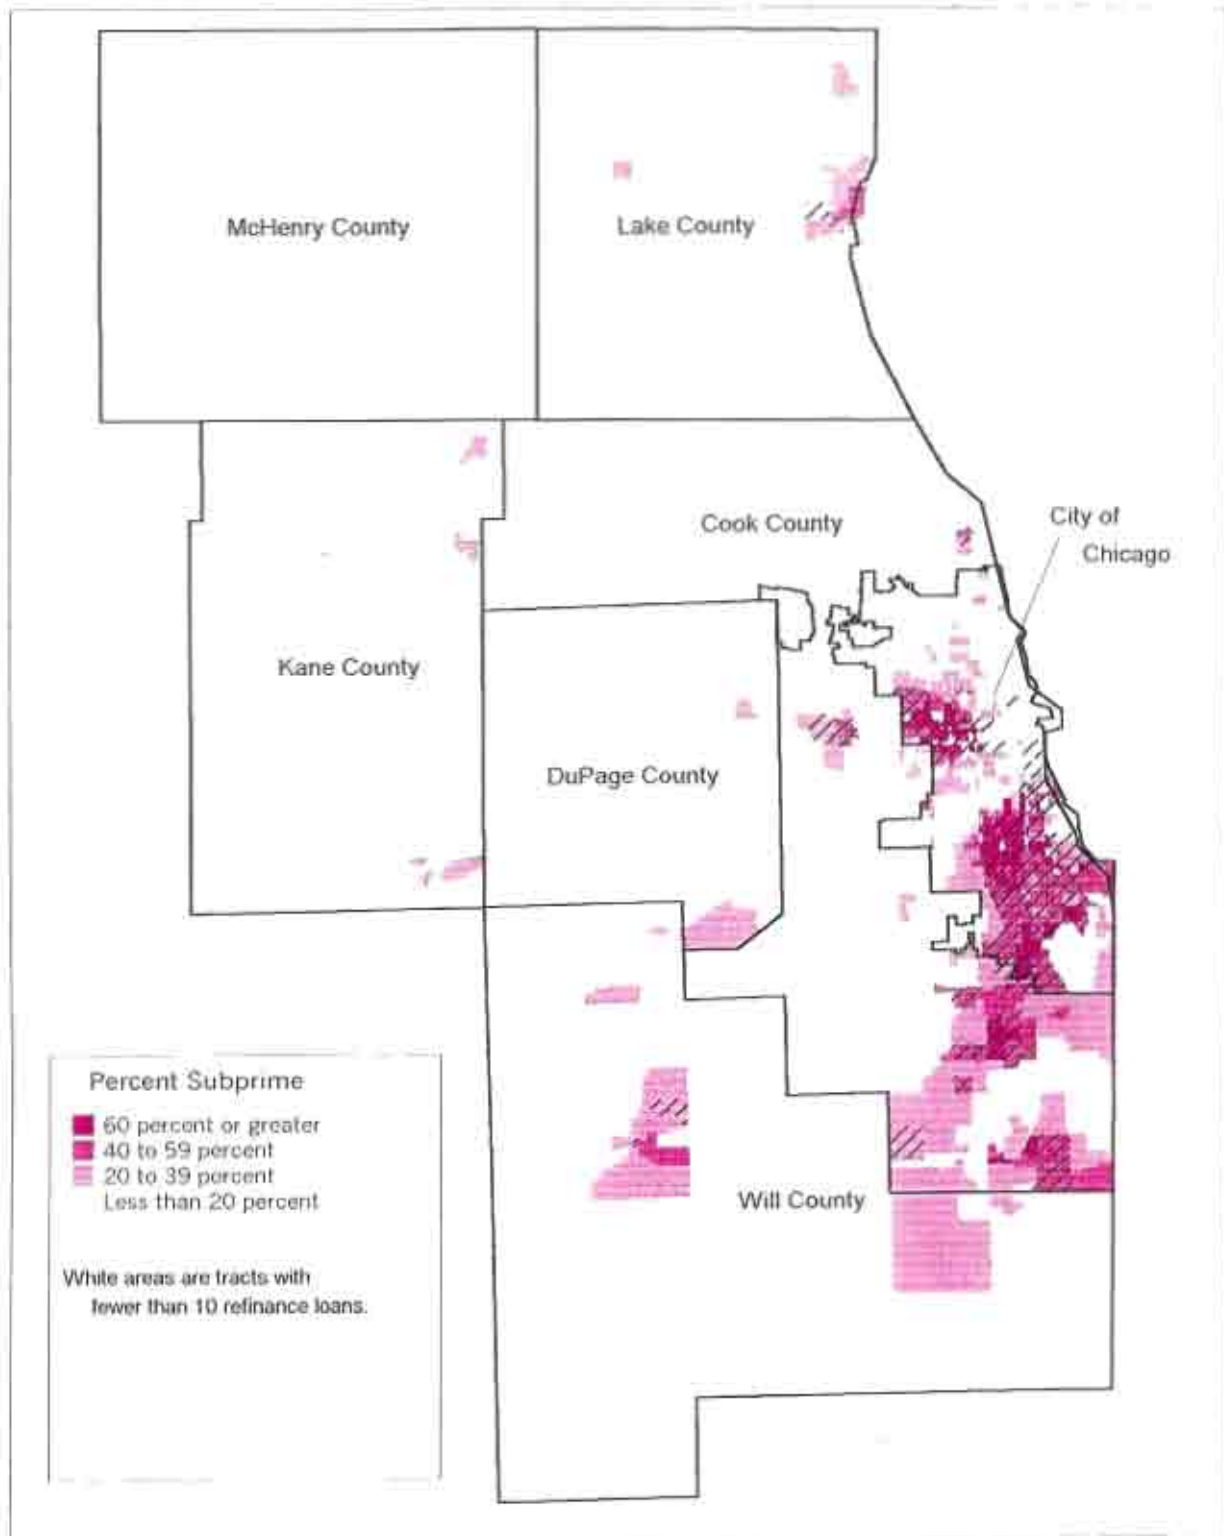 McHenry County
Lake County
Cook County
City of
Chicago
Kane County
DuPage County
Will County
Percent Subprime
60 percent or greater
40 to 59 percent
20 to 39 percent
Less than 20 percent
White areas are tracts with
fewer than 10 refinance loans.